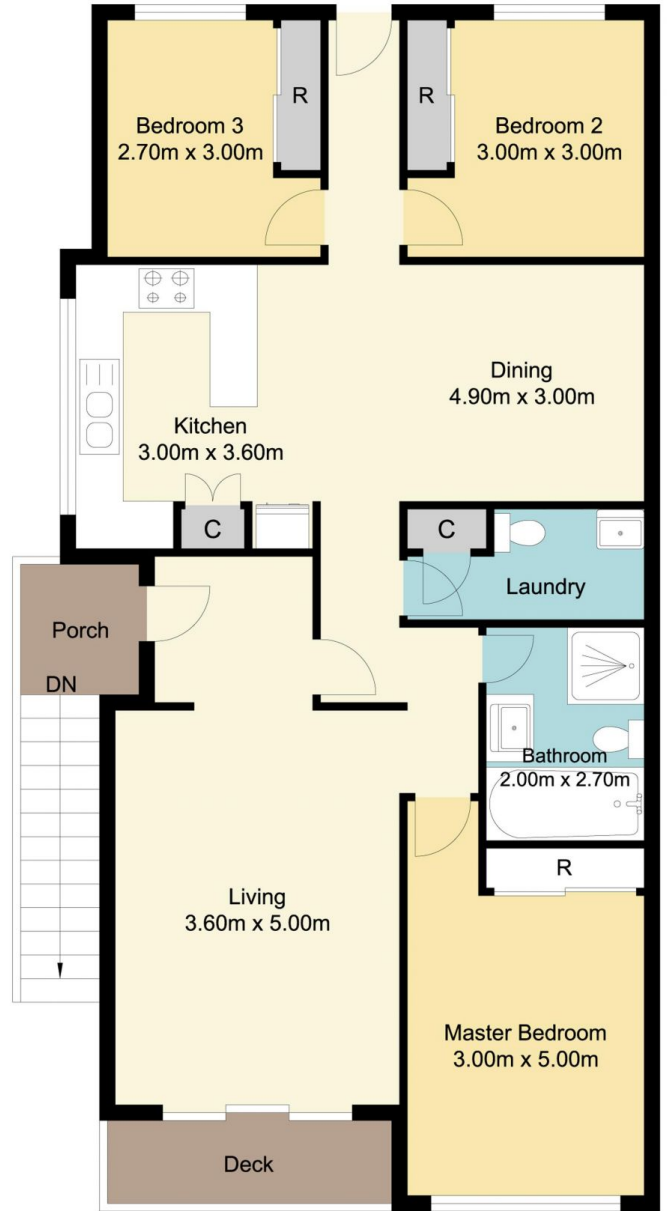 Bedroom 3
2.70m x 3.00m
R
R
Bedroom 2
3.00m x 3.00m
Dining
4.90m x 3.00m
Kitchen
3.00m x 3.60m
C
C
Laundry
Porch
DN
Bathroom
2.00m x 2.70m
R
Living
3.60m x 5.00m
Master Bedroom
3.00m x 5.00m
Deck